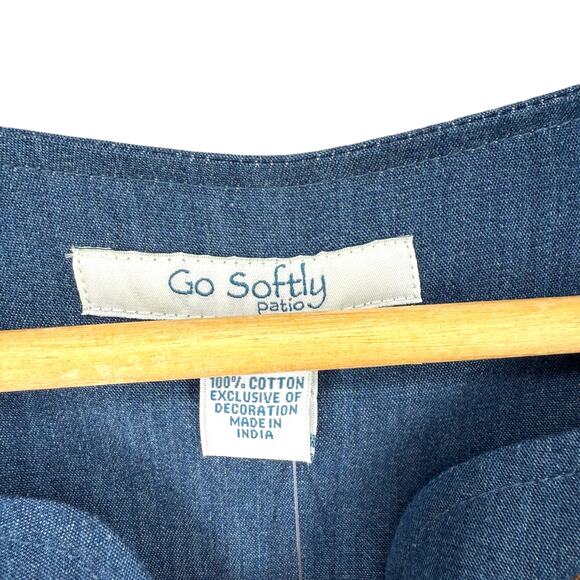 Go Softly
patio
100% COTTON
EXCLUSIVE OF
DECORATION
MADE IN
INDIA